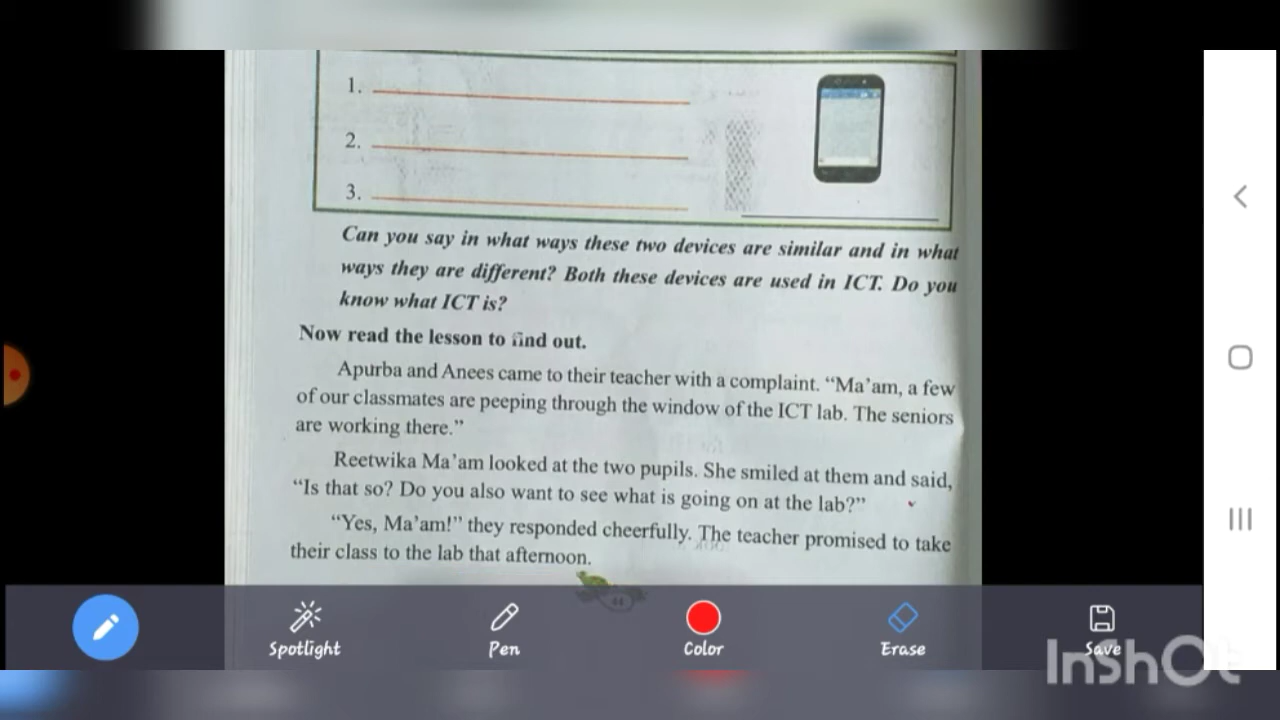 1.
2.
3.
Can you say in what ways these two devices are similar and in what
ways they are different? Both these devices are used in ICT. Do you
know what ICT is?
Now read the lesson to find out.
Apurba and Anees came to their teacher with a complaint. “Ma’am, a few
of our classmates are peeping through the window of the ICT lab. The seniors
are working there.”
Reetwika Ma’am looked at the two pupils. She smiled at them and said,
“Is that so? Do you also want to see what is going on at the lab?”
“Yes, Ma’am!” they responded cheerfully. The teacher promised to take
their class to the lab that afternoon.
Spotlight
Pen
Color
Erase
Save
InShOt